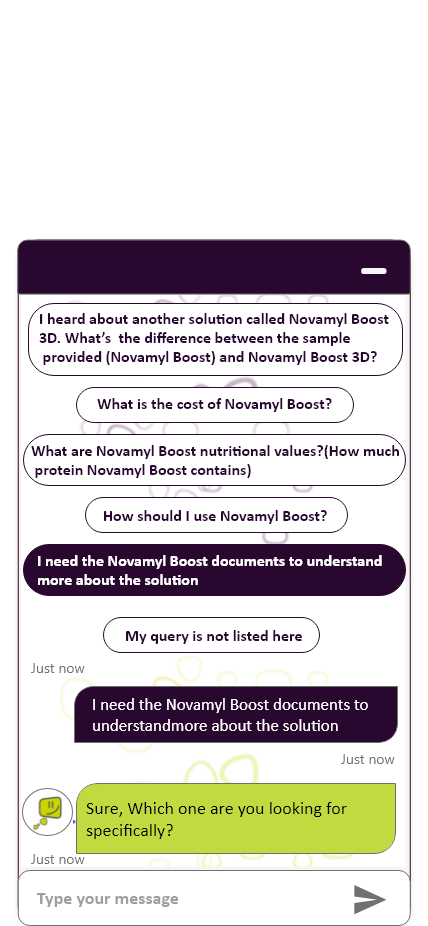 I heard about another solution called Novamyl Boost
3D. What's the difference between the sample
provided (Novamyl Boost) and Novamyl Boost 3D?
What is the cost of Novamyl Boost?
What are Novamyl Boost nutritional values?(How much
protein Novamyl Boost contains)
How should I use Novamyl Boost?
I need the Novamyl Boost documents to understand
more about the solution
My query is not listed here
Just now
I need the Novamyl Boost documents to
understandmore about the solution
Just now
Sure, Which one are you looking for
specifically?
Just now
Type your message